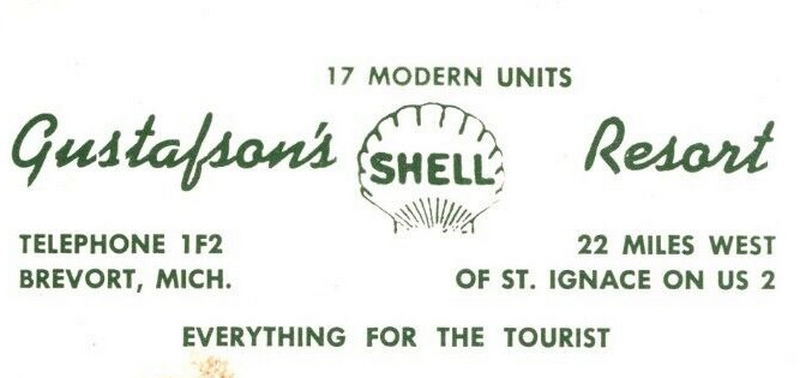 17 MODERN UNITS
Gustafson's SHELL Resort
TELEPHONE 1F2
BREVORT, MICH.
22 MILES WEST
OF ST. IGNACE ON US 2
EVERYTHING FOR THE TOURIST